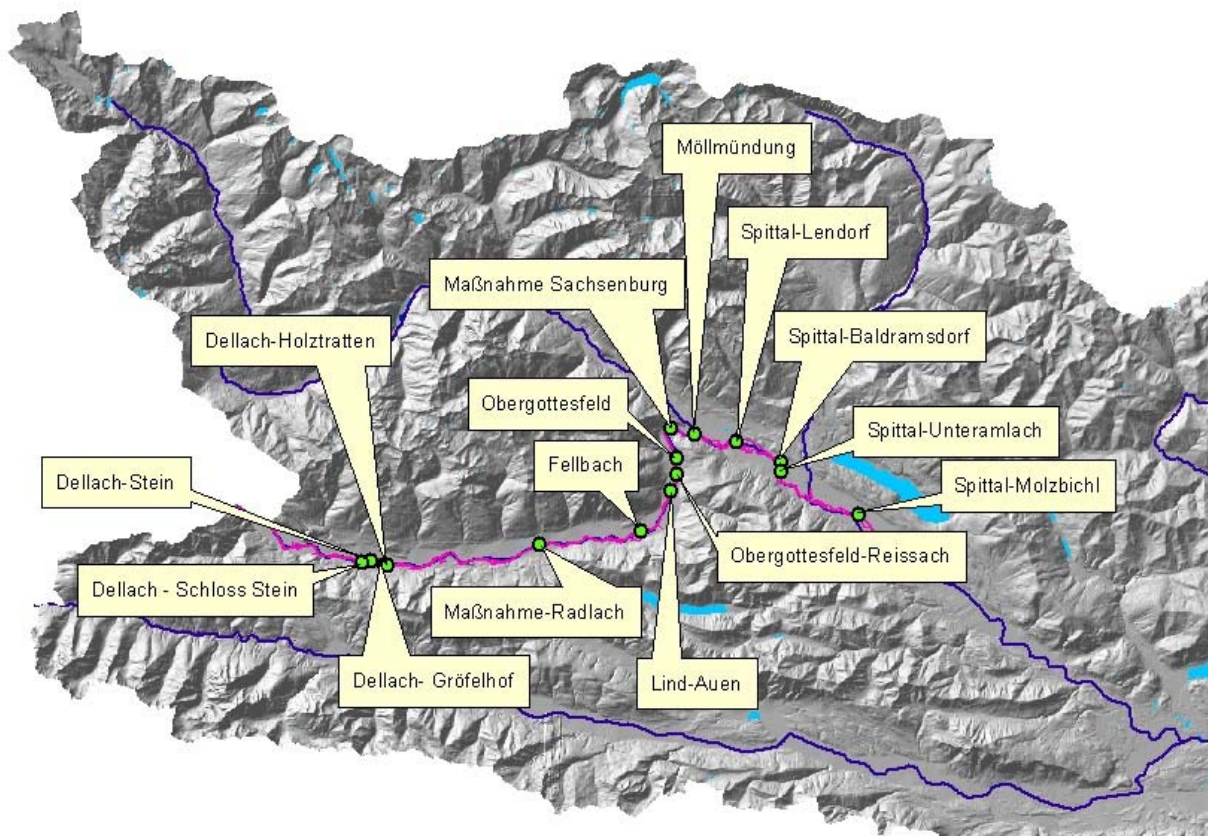 Möllmündung
Spittal-Lendorf
Maßnahme Sachsenburg
Dellach-Holztratten
Spittal-Baldramsdorf
Obergottesfeld
Spittal-Unteramlach
Fellbach
Dellach-Stein
Spittal-Molzbichl
Obergottesfeld-Reissach
Dellach - Schloss Stein
Maßnahme-Radlach
Dellach- Gröfelhof
Lind-Auen